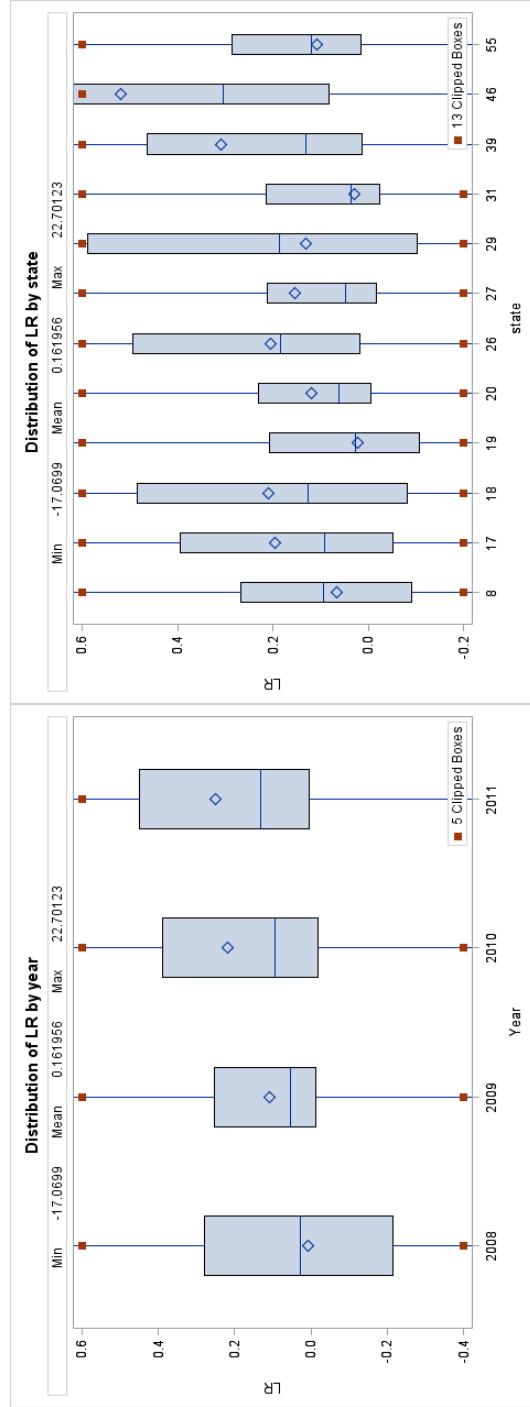 Distribution of LR by year
Min -17.0699 Mean 0.161956 Max 22.70123
0.6
0.4
0.2
0.0
-0.2
-0.4
LR
2008 2009 2010 2011
Year
5 Clipped Boxes
Distribution of LR by state
Min -17.0699 Mean 0.161956 Max 22.70123
0.6
0.4
0.2
0.0
-0.2
LR
8 17 18 19 20 26 27 29 31 39 46 55
state
13 Clipped Boxes